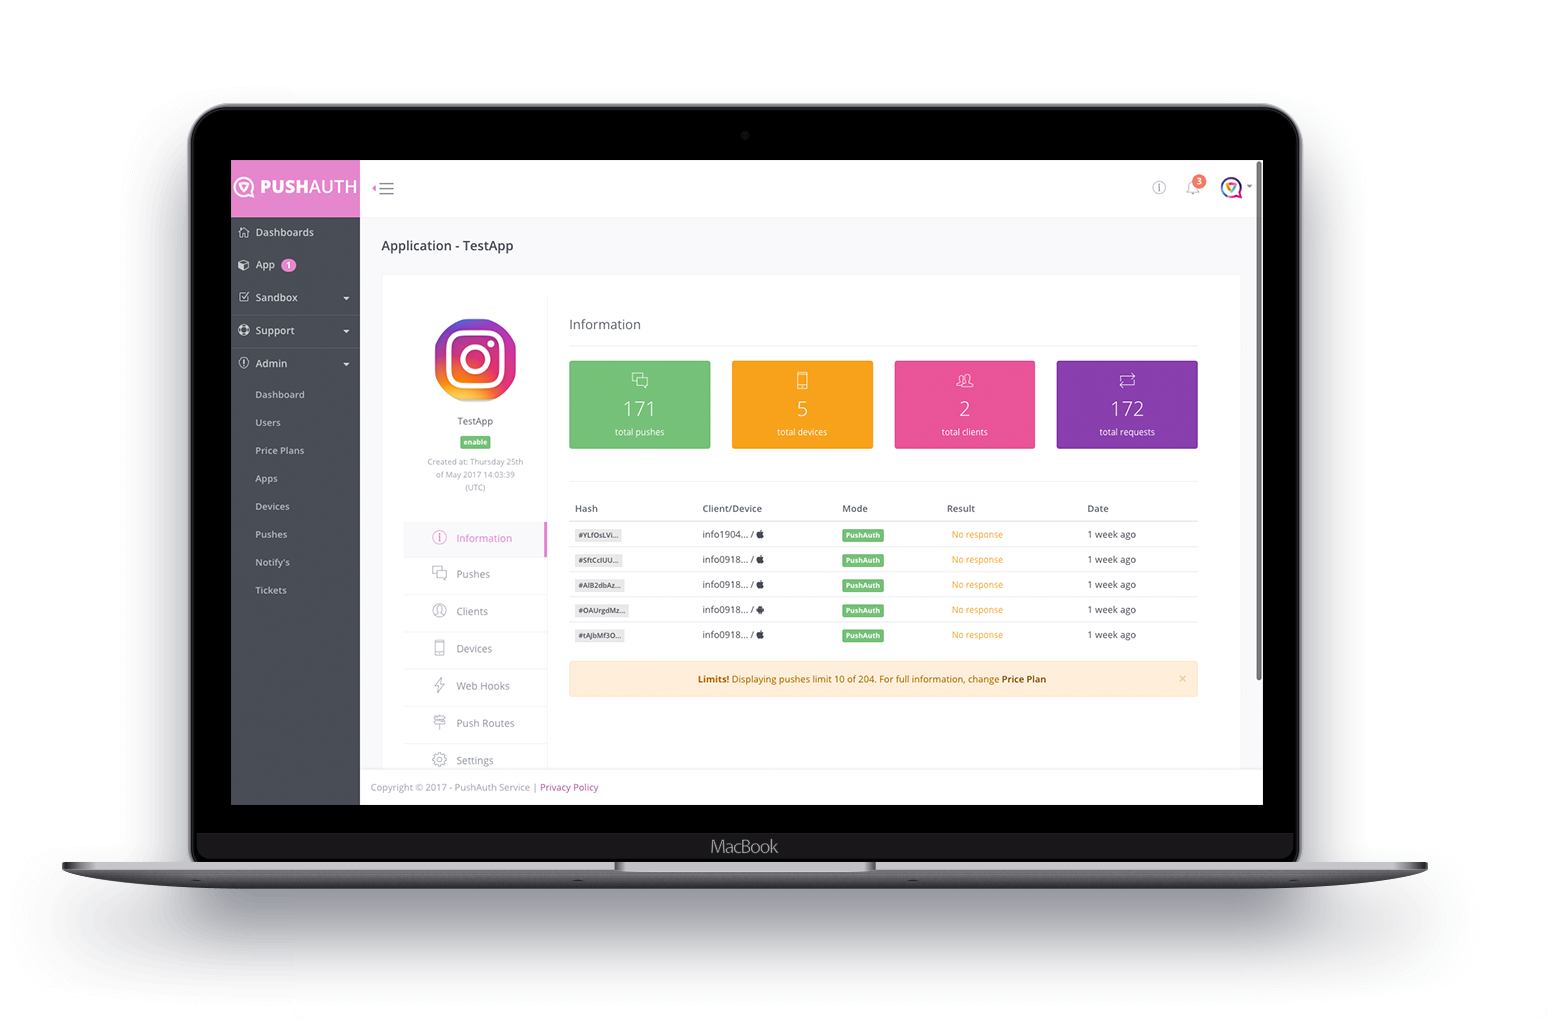 PUSHAUTH
3
Dashboards
App 1
Sandbox
Support
Admin
Dashboard
Users
Price Plans
Apps
Devices
Pushes
Notify's
Tickets
Application - TestApp
TestApp
enable
Created at: Thursday 25th
of May 2017 14:03:39
(UTC)
Information
Pushes
Clients
Devices
Web Hooks
Push Routes
Settings
Information
171
total pushes
5
total devices
2
total clients
172
total requests
Hash Client/Device Mode Result Date
#YLfOsLVi... info1904... / PushAuth No response 1 week ago
#SftCcIUU... info0918... / PushAuth No response 1 week ago
#AlB2dbAz... info0918... / PushAuth No response 1 week ago
#OAUrgdMz... info0918... / PushAuth No response 1 week ago
#tAJbMf3O... info0918... / PushAuth No response 1 week ago
Limits! Displaying pushes limit 10 of 204. For full information, change Price Plan ×
Copyright © 2017 - PushAuth Service | Privacy Policy
MacBook